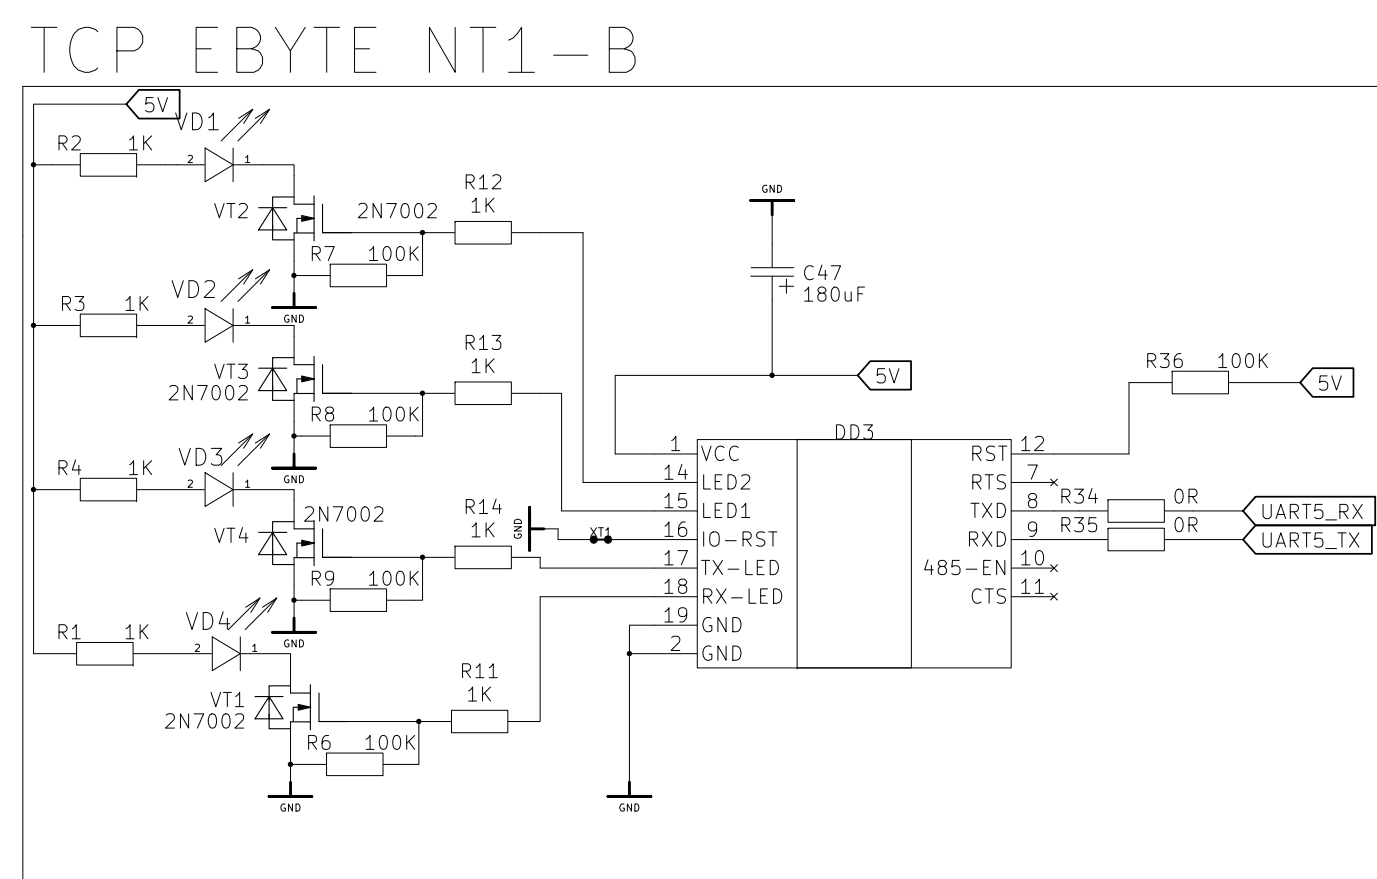 TCP EBYTE NT1-B
5V
VD1
R2 1K
2 1
VT2
2N7002
R12
1K
R7 100K
GND
VD2
R3 1K
2 1
VT3
2N7002
R13
1K
R8 100K
GND
VD3
R4 1K
2 1
VT4
2N7002
R14
1K
R9 100K
GND
VD4
R1 1K
2 1
VT1
2N7002
R11
1K
R6 100K
GND
GND
C47
180uF
5V
R36 100K
5V
DD3
1 VCC
14 LED2
15 LED1
GND
XT1
16 IO-RST
17 TX-LED
18 RX-LED
19 GND
2 GND
GND
RST 12
RTS 7
TXD 8
R34 0R
UART5_RX
RXD 9
R35 0R
UART5_TX
485-EN 10
CTS 11